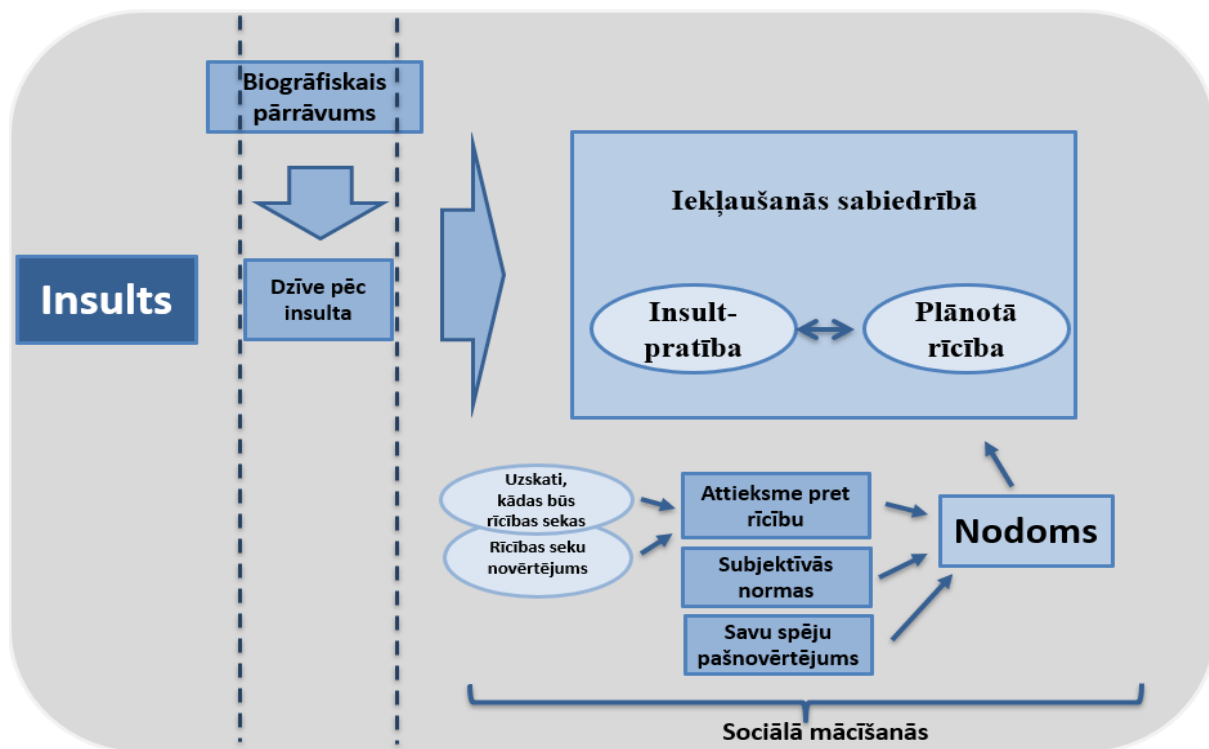 Biogrāfiskais
pārrāvums
Insults
Dzīve pēc
insulta
Iekļaušanās sabiedrībā
Insult-
pratība
Plānotā
rīcība
Uzskati,
kādas būs
rīcības sekas
Rīcības seku
novērtējums
Attieksme pret
rīcību
Subjektīvās
normas
Savu spēju
pašnovērtējums
Nodoms
Sociālā mācīšanās